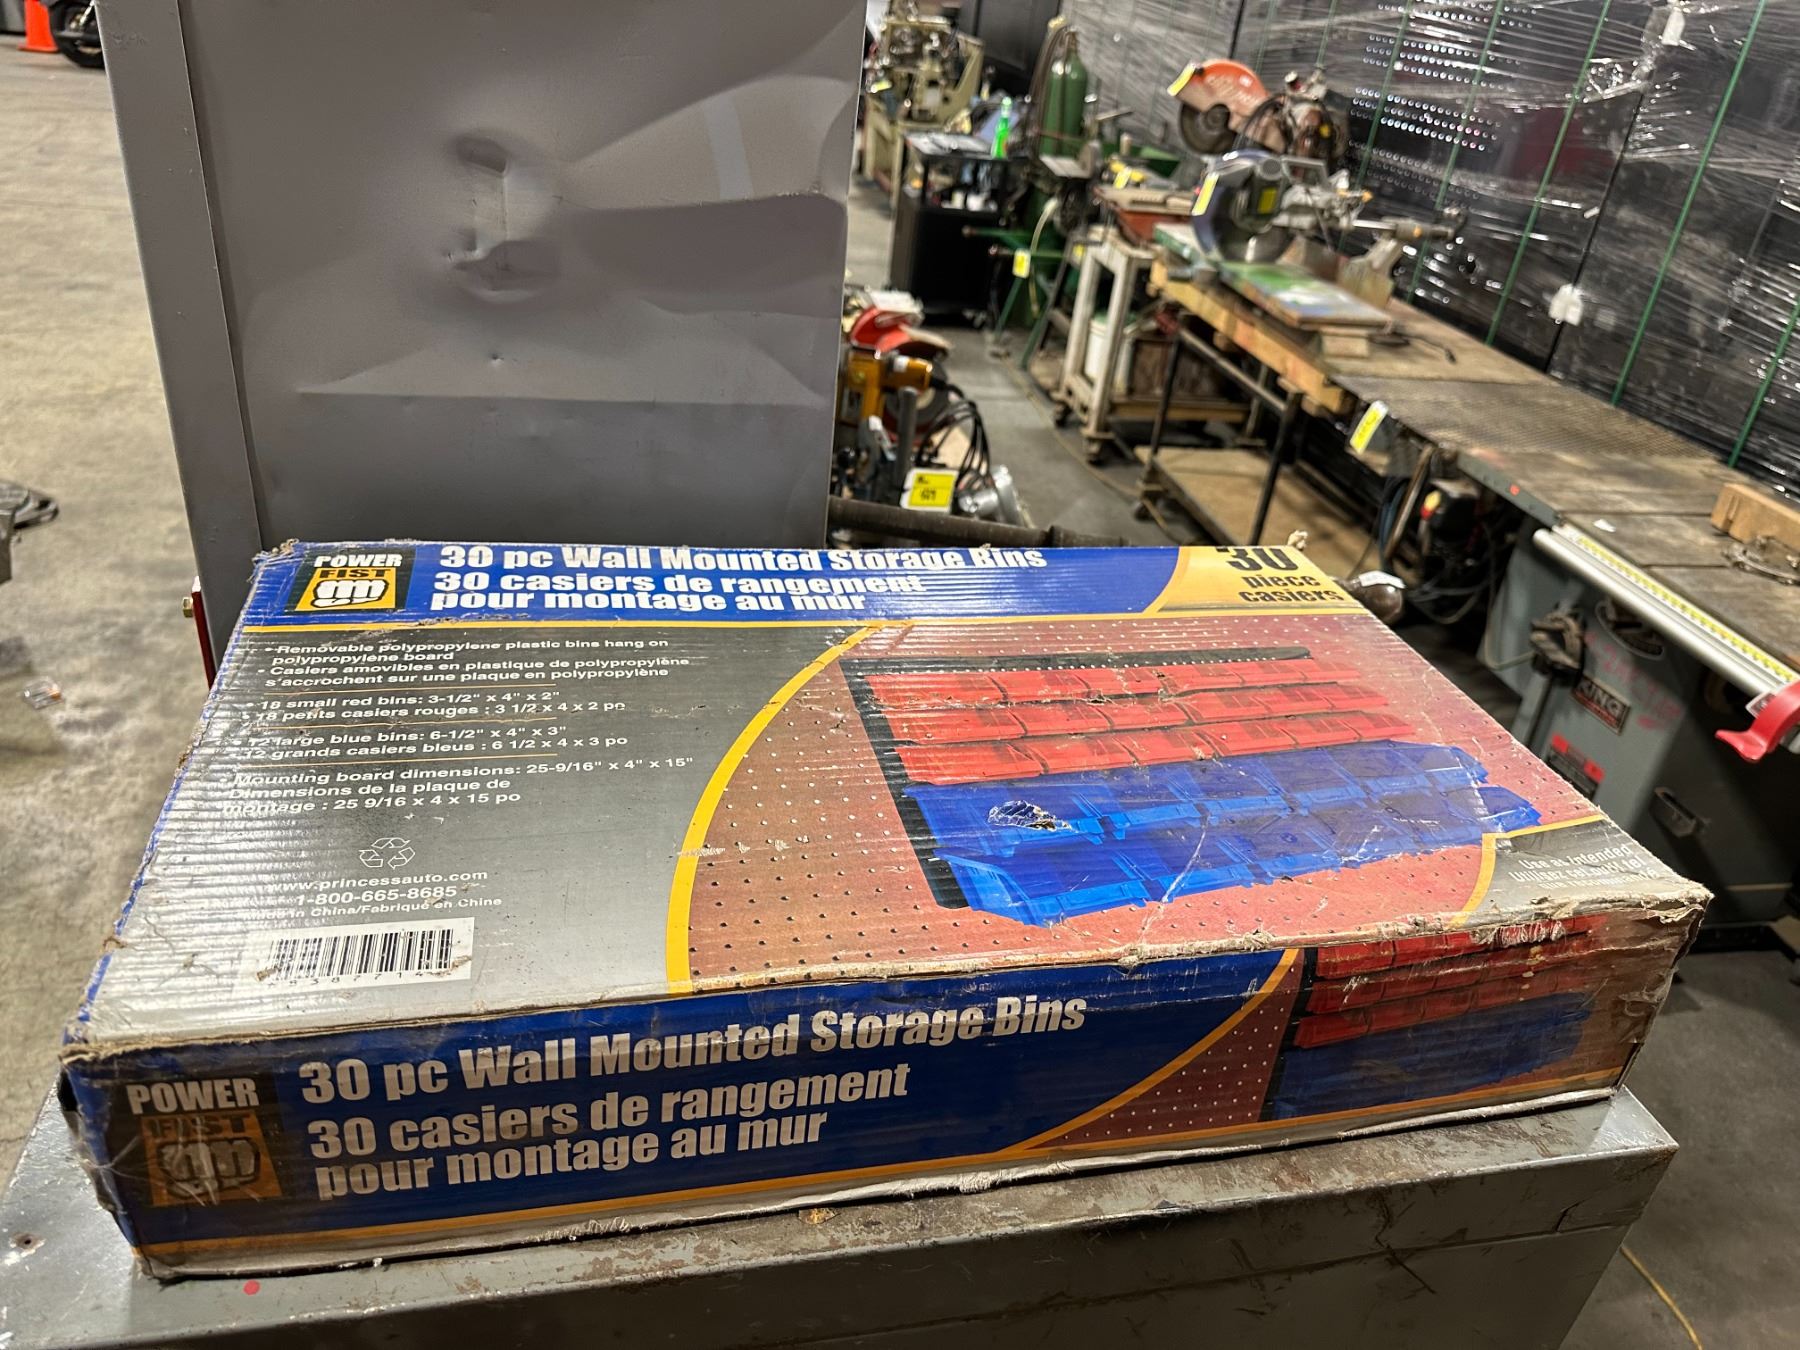 POWER
FIST
30 pc Wall Mounted Storage Bins
30 casiers de rangement
pour montage au mur
30
piece
casiers
• Removable polypropylene plastic bins hang on
polypropylene board
• Casiers amovibles en plastique de polypropylène
s'accrochent sur une plaque en polypropylène
• 18 small red bins: 3-1/2" x 4" x 2"
• 18 petits casiers rouges : 3 1/2 x 4 x 2 po
• 12 large blue bins: 6-1/2" x 4" x 3"
12 grands casiers bleus : 6 1/2 x 4 x 3 po
• Mounting board dimensions: 25-9/16" x 4" x 15"
Dimensions de la plaque de
montage : 25 9/16 x 4 x 15 po
www.princessauto.com
1-800-665-8685
Made in China/Fabriqué en Chine
Use as intended
POWER
FIST
30 pc Wall Mounted Storage Bins
30 casiers de rangement
pour montage au mur
KING